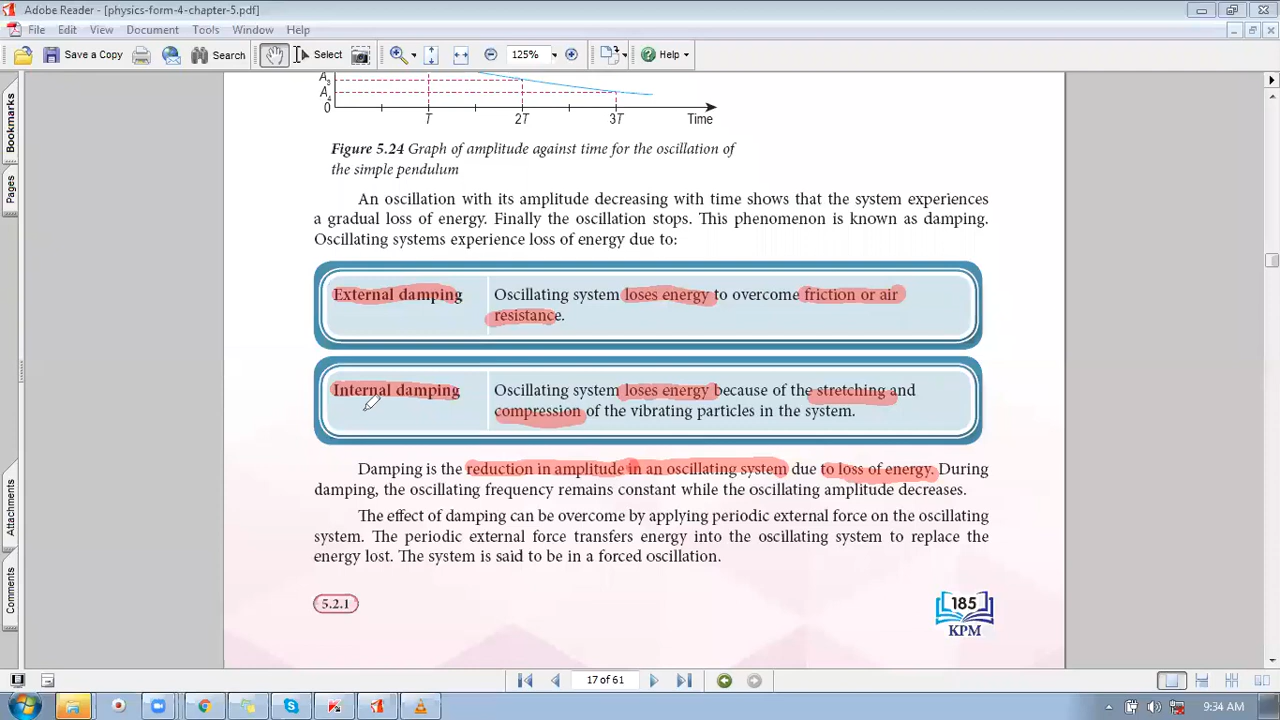 Adobe Reader - [physics-form-4-chapter-5.pdf]
File Edit View Document Tools Window Help
Save a Copy Search Select 125% Help
Bookmarks
Pages
Attachments
Comments
A3
A4
0 T 2T 3T Time
Figure 5.24 Graph of amplitude against time for the oscillation of
the simple pendulum
An oscillation with its amplitude decreasing with time shows that the system experiences
a gradual loss of energy. Finally the oscillation stops. This phenomenon is known as damping.
Oscillating systems experience loss of energy due to:
External damping Oscillating system loses energy to overcome friction or air
resistance.
Internal damping Oscillating system loses energy because of the stretching and
compression of the vibrating particles in the system.
Damping is the reduction in amplitude in an oscillating system due to loss of energy. During
damping, the oscillating frequency remains constant while the oscillating amplitude decreases.
The effect of damping can be overcome by applying periodic external force on the oscillating
system. The periodic external force transfers energy into the oscillating system to replace the
energy lost. The system is said to be in a forced oscillation.
5.2.1
185
KPM
17 of 61
9:34 AM